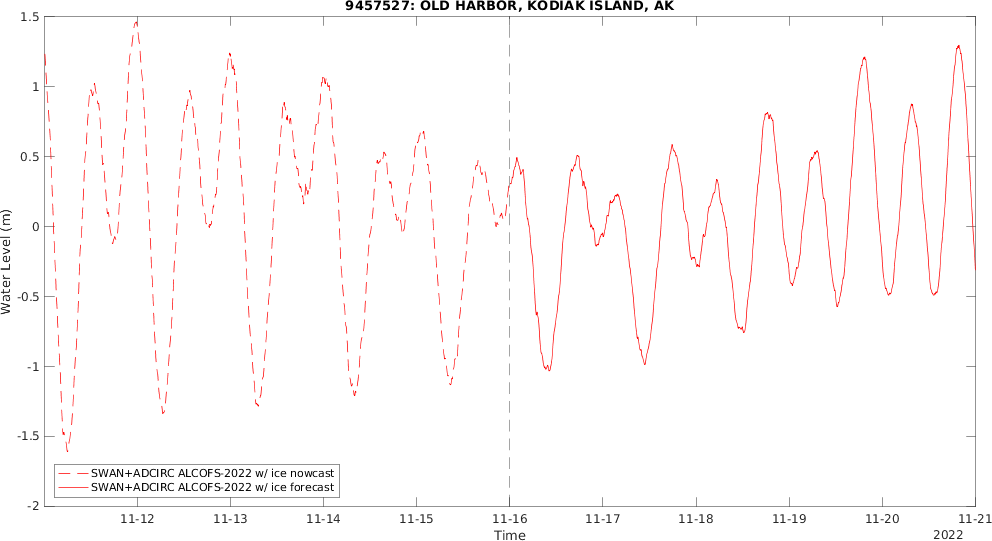 9457527: OLD HARBOR, KODIAK ISLAND, AK
1.5
1
0.5
0
-0.5
-1
-1.5
-2
Water Level (m)
SWAN+ADCIRC ALCOFS-2022 w/ ice nowcast
SWAN+ADCIRC ALCOFS-2022 w/ ice forecast
11-12 11-13 11-14 11-15 11-16 11-17 11-18 11-19 11-20 11-21
Time
2022